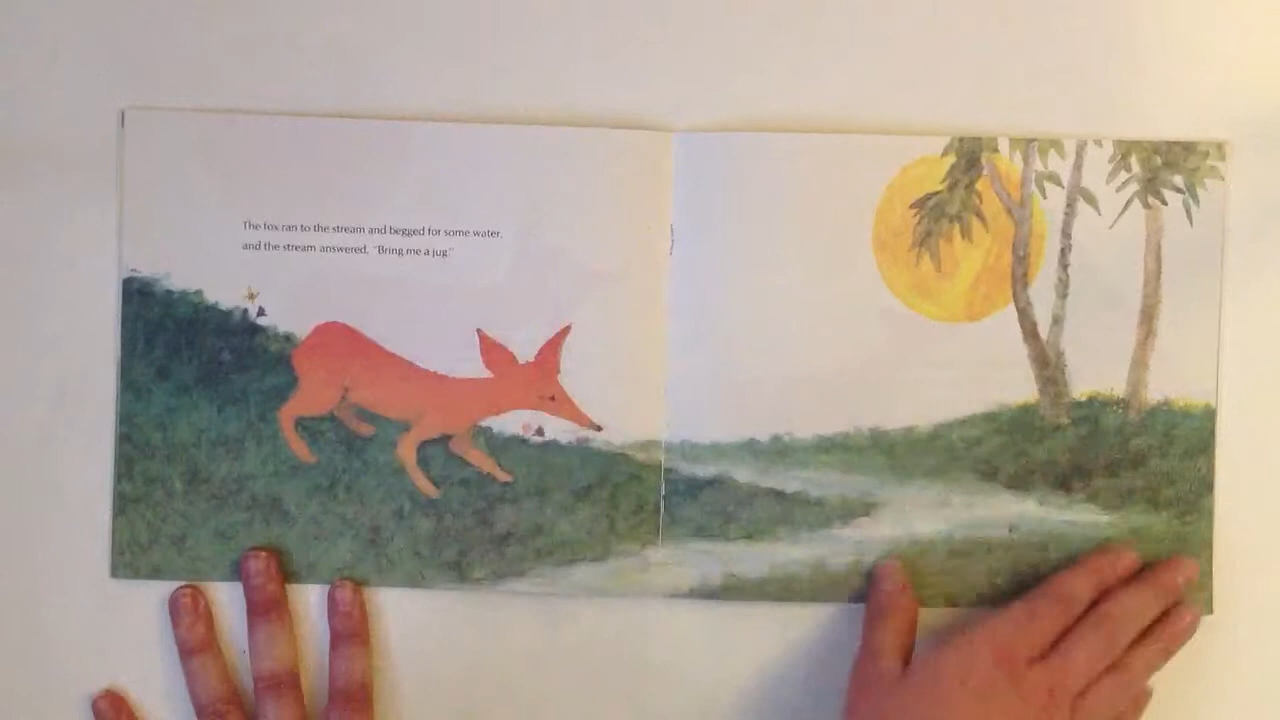 The fox ran to the stream and begged for some water,
and the stream answered, "Bring me a jug."